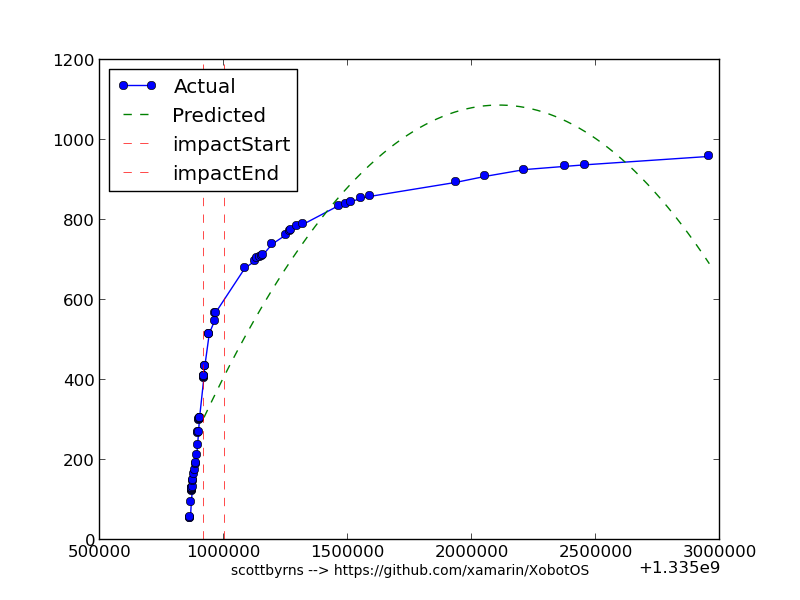 1200
1000
800
600
400
200
0
Actual
Predicted
impactStart
impactEnd
500000 1000000 1500000 2000000 2500000 3000000
+1.335e9
scottbyrns --> https://github.com/xamarin/XobotOS